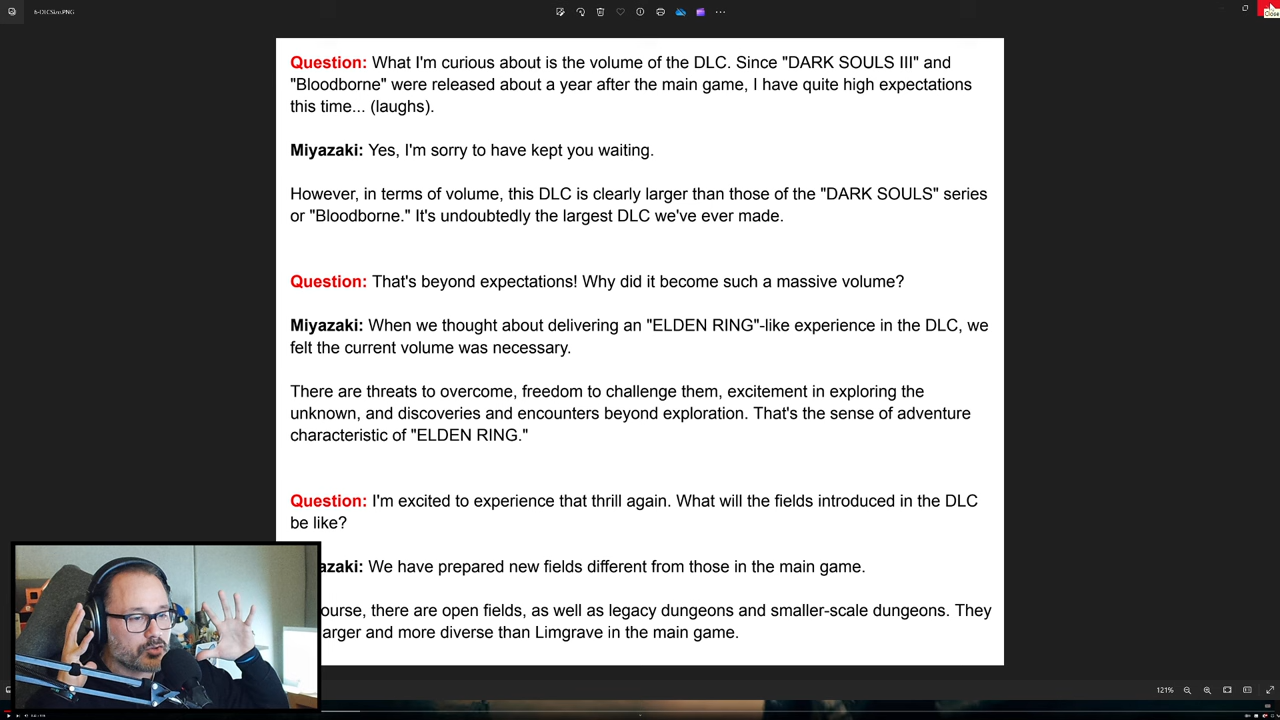 6-DLCSize.PNG
Close
Question: What I'm curious about is the volume of the DLC. Since "DARK SOULS III" and
"Bloodborne" were released about a year after the main game, I have quite high expectations
this time... (laughs).
Miyazaki: Yes, I'm sorry to have kept you waiting.
However, in terms of volume, this DLC is clearly larger than those of the "DARK SOULS" series
or "Bloodborne." It's undoubtedly the largest DLC we've ever made.
Question: That's beyond expectations! Why did it become such a massive volume?
Miyazaki: When we thought about delivering an "ELDEN RING"-like experience in the DLC, we
felt the current volume was necessary.
There are threats to overcome, freedom to challenge them, excitement in exploring the
unknown, and discoveries and encounters beyond exploration. That's the sense of adventure
characteristic of "ELDEN RING."
Question: I'm excited to experience that thrill again. What will the fields introduced in the DLC
be like?
azaki: We have prepared new fields different from those in the main game.
ourse, there are open fields, as well as legacy dungeons and smaller-scale dungeons. They
arger and more diverse than Limgrave in the main game.
121%